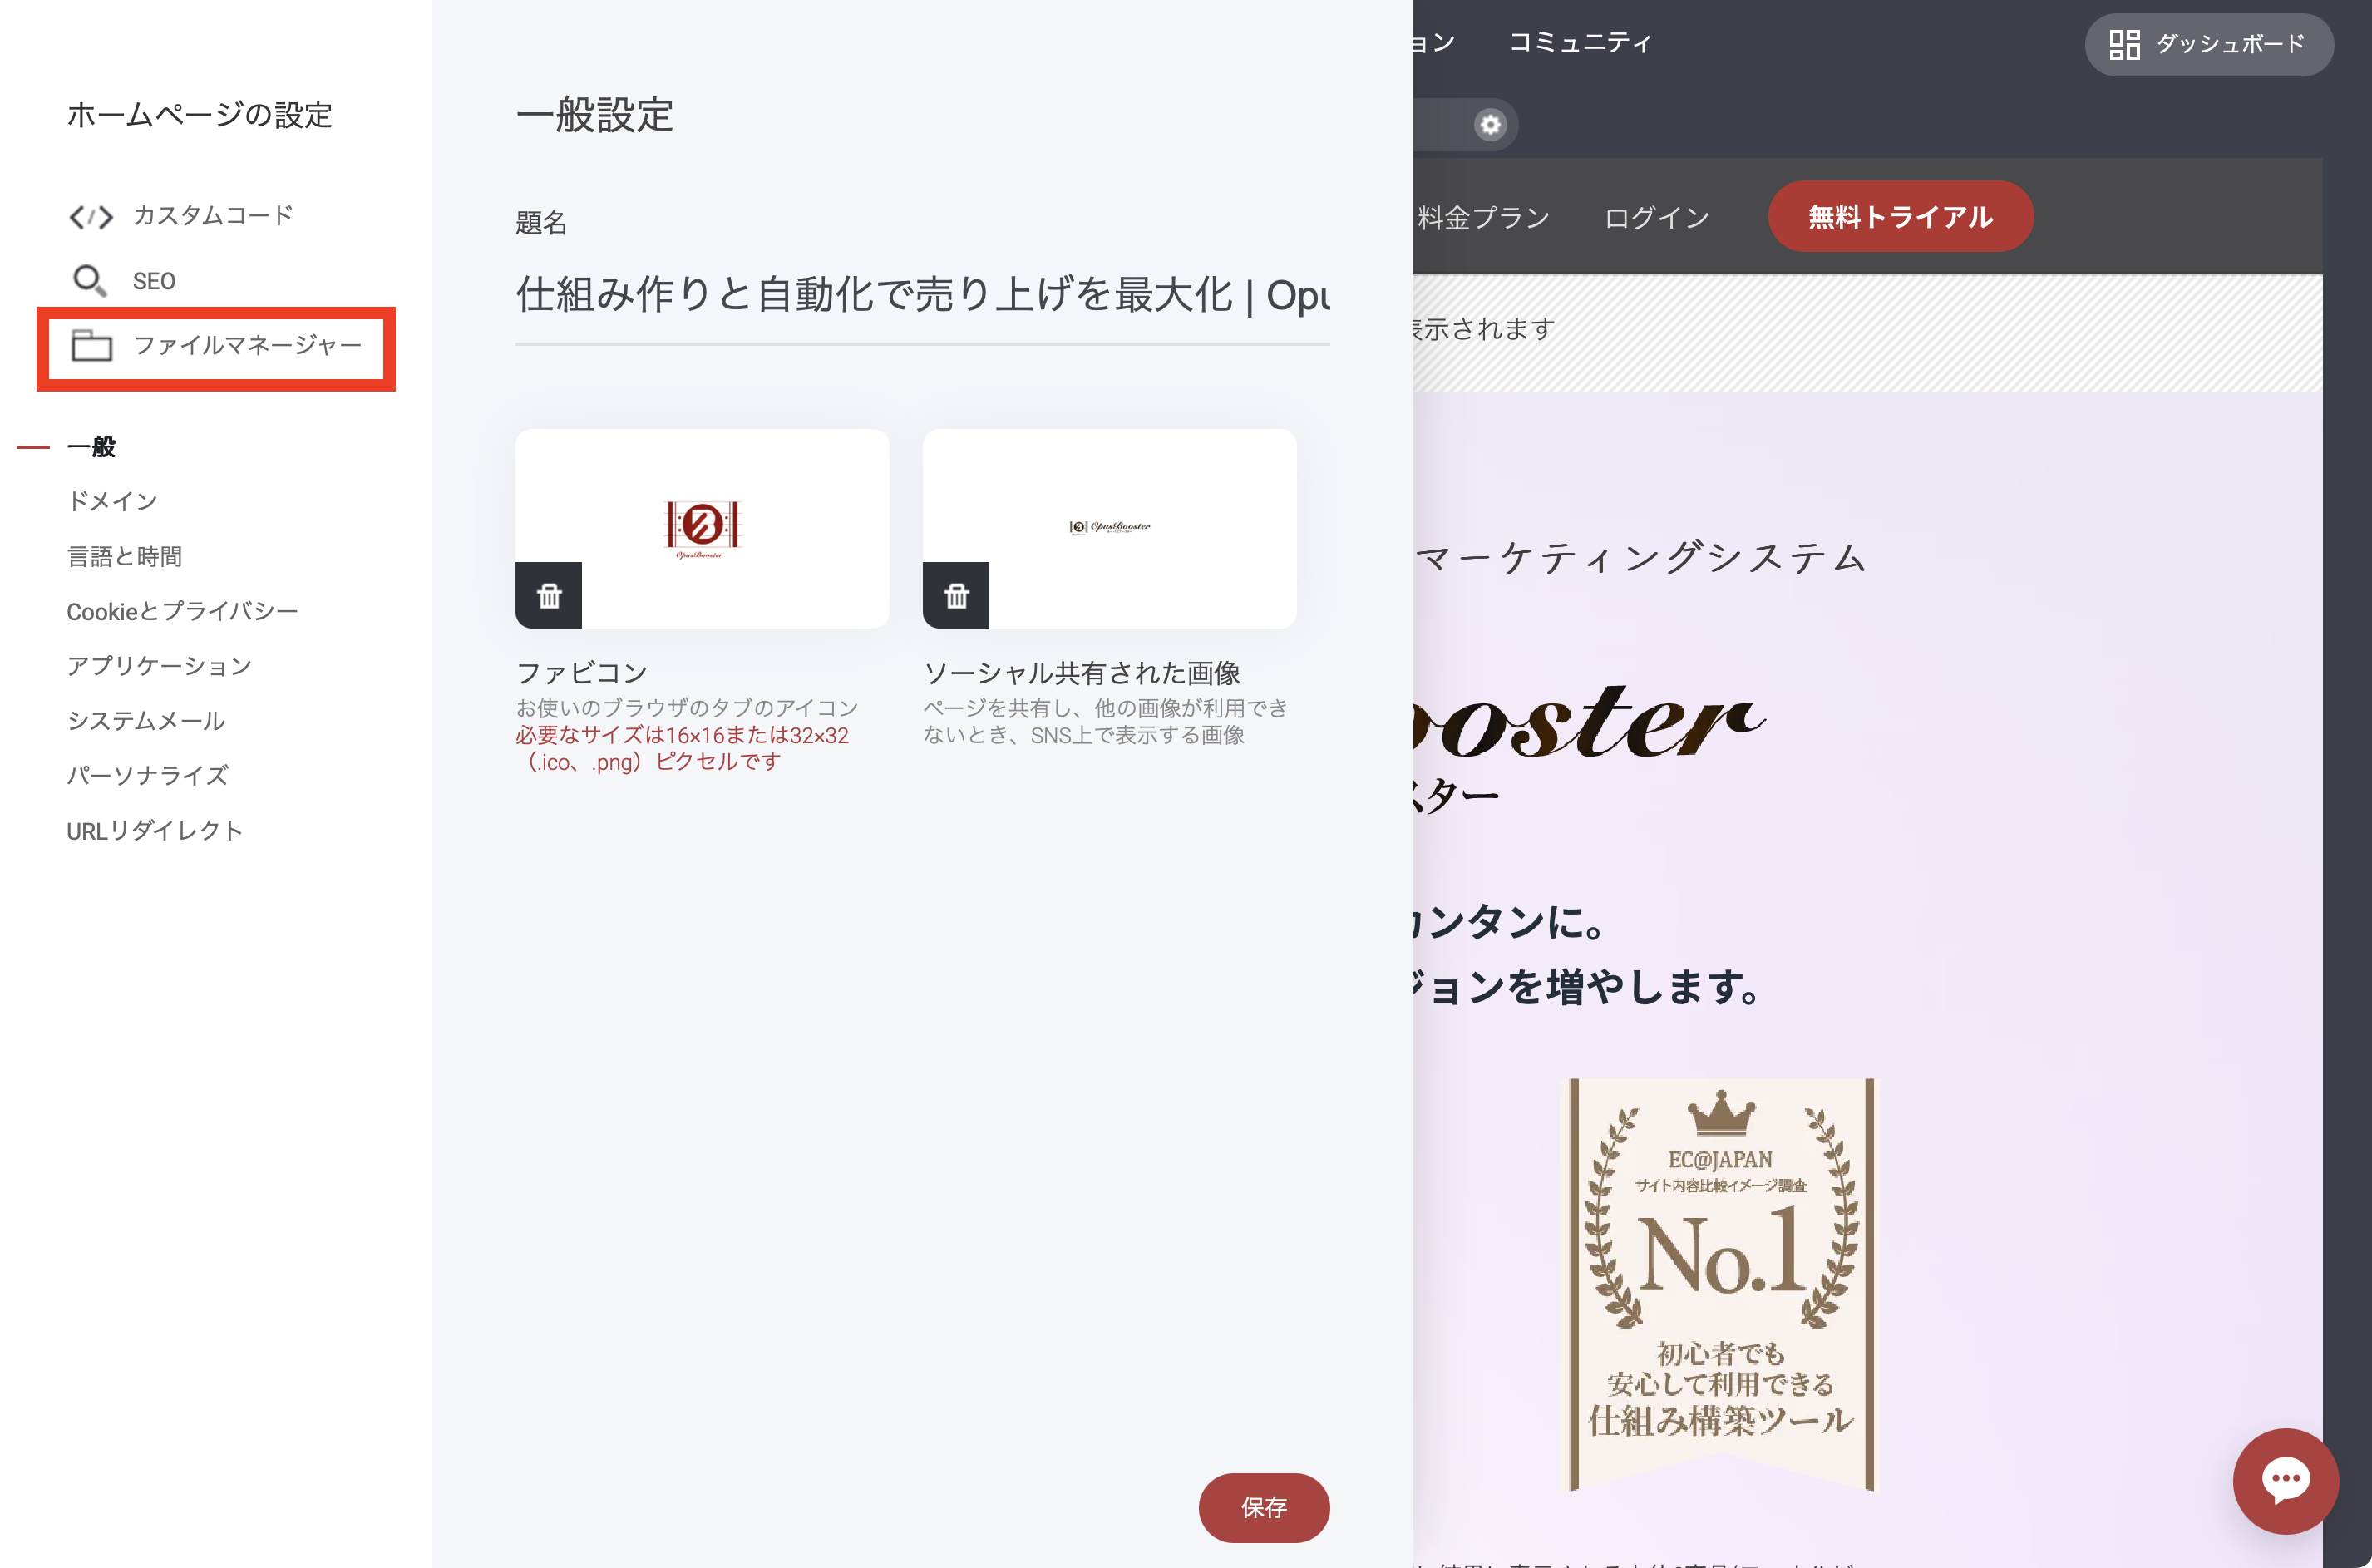 ホームページの設定
カスタムコード
SEO
ファイルマネージャー
一般
ドメイン
言語と時間
Cookieとプライバシー
アプリケーション
システムメール
パーソナライズ
URLリダイレクト
一般設定
題名
仕組み作りと自動化で売り上げを最大化 | Opu
OpusBooster
OpusBooster
ファビコン
お使いのブラウザのタブのアイコン
必要なサイズは16×16または32×32
（.ico、.png）ピクセルです
ソーシャル共有された画像
ページを共有し、他の画像が利用でき
ないとき、SNS上で表示する画像
保存
ョン
コミュニティ
ダッシュボード
料金プラン
ログイン
無料トライアル
表示されます
マーケティングシステム
ooster
スター
カンタンに。
ジョンを増やします。
EC@JAPAN
サイト内容比較イメージ調査
No.1
初心者でも
安心して利用できる
仕組み構築ツール